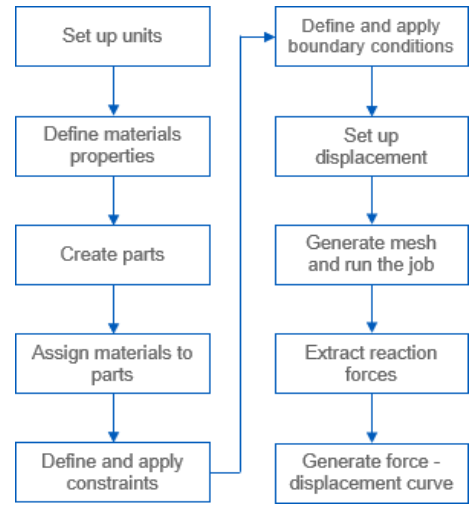 Set up units
Define materials
properties
Create parts
Assign materials to
parts
Define and apply
constraints
Define and apply
boundary conditions
Set up
displacement
Generate mesh
and run the job
Extract reaction
forces
Generate force -
displacement curve